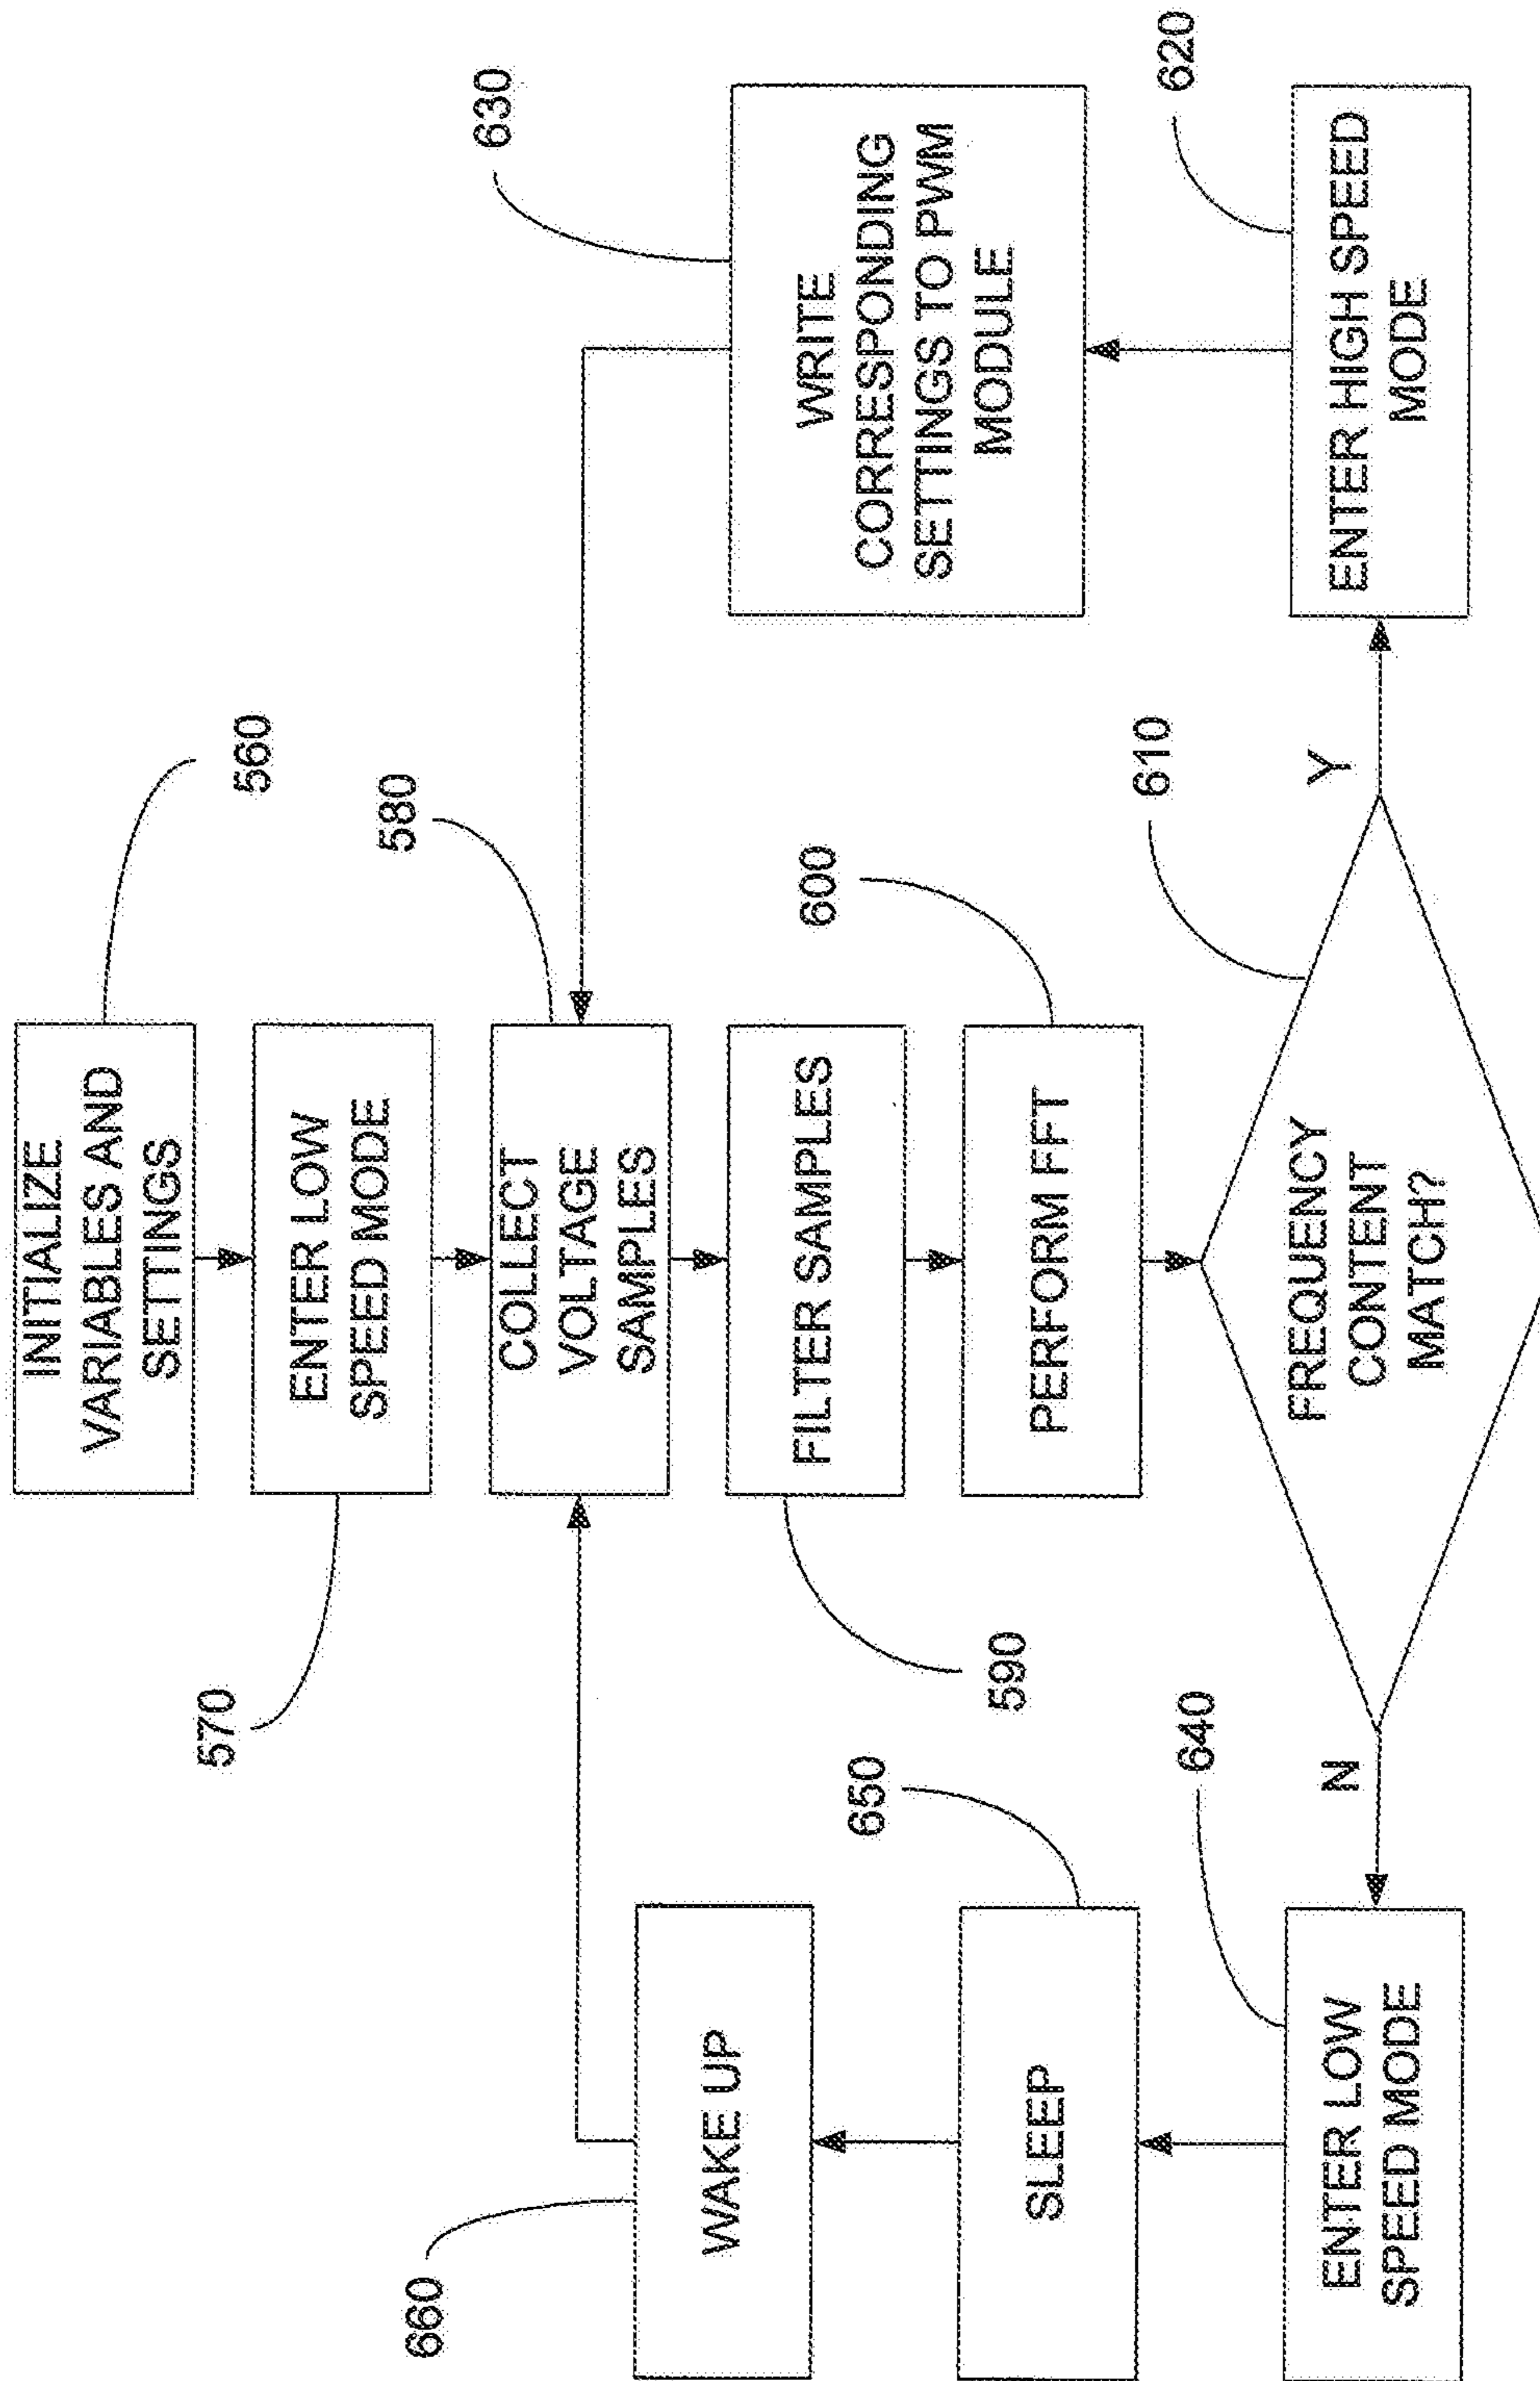 INITIALIZE
VARIABLES AND
SETTINGS
560
ENTER LOW
SPEED MODE
570
COLLECT
VOLTAGE
SAMPLES
580
FILTER SAMPLES
590
PERFORM FFT
600
FREQUENCY
CONTENT
MATCH?
610
Y
ENTER HIGH SPEED
MODE
620
WRITE
CORRESPONDING
SETTINGS TO PWM
MODULE
630
N
ENTER LOW
SPEED MODE
640
SLEEP
650
WAKE UP
660